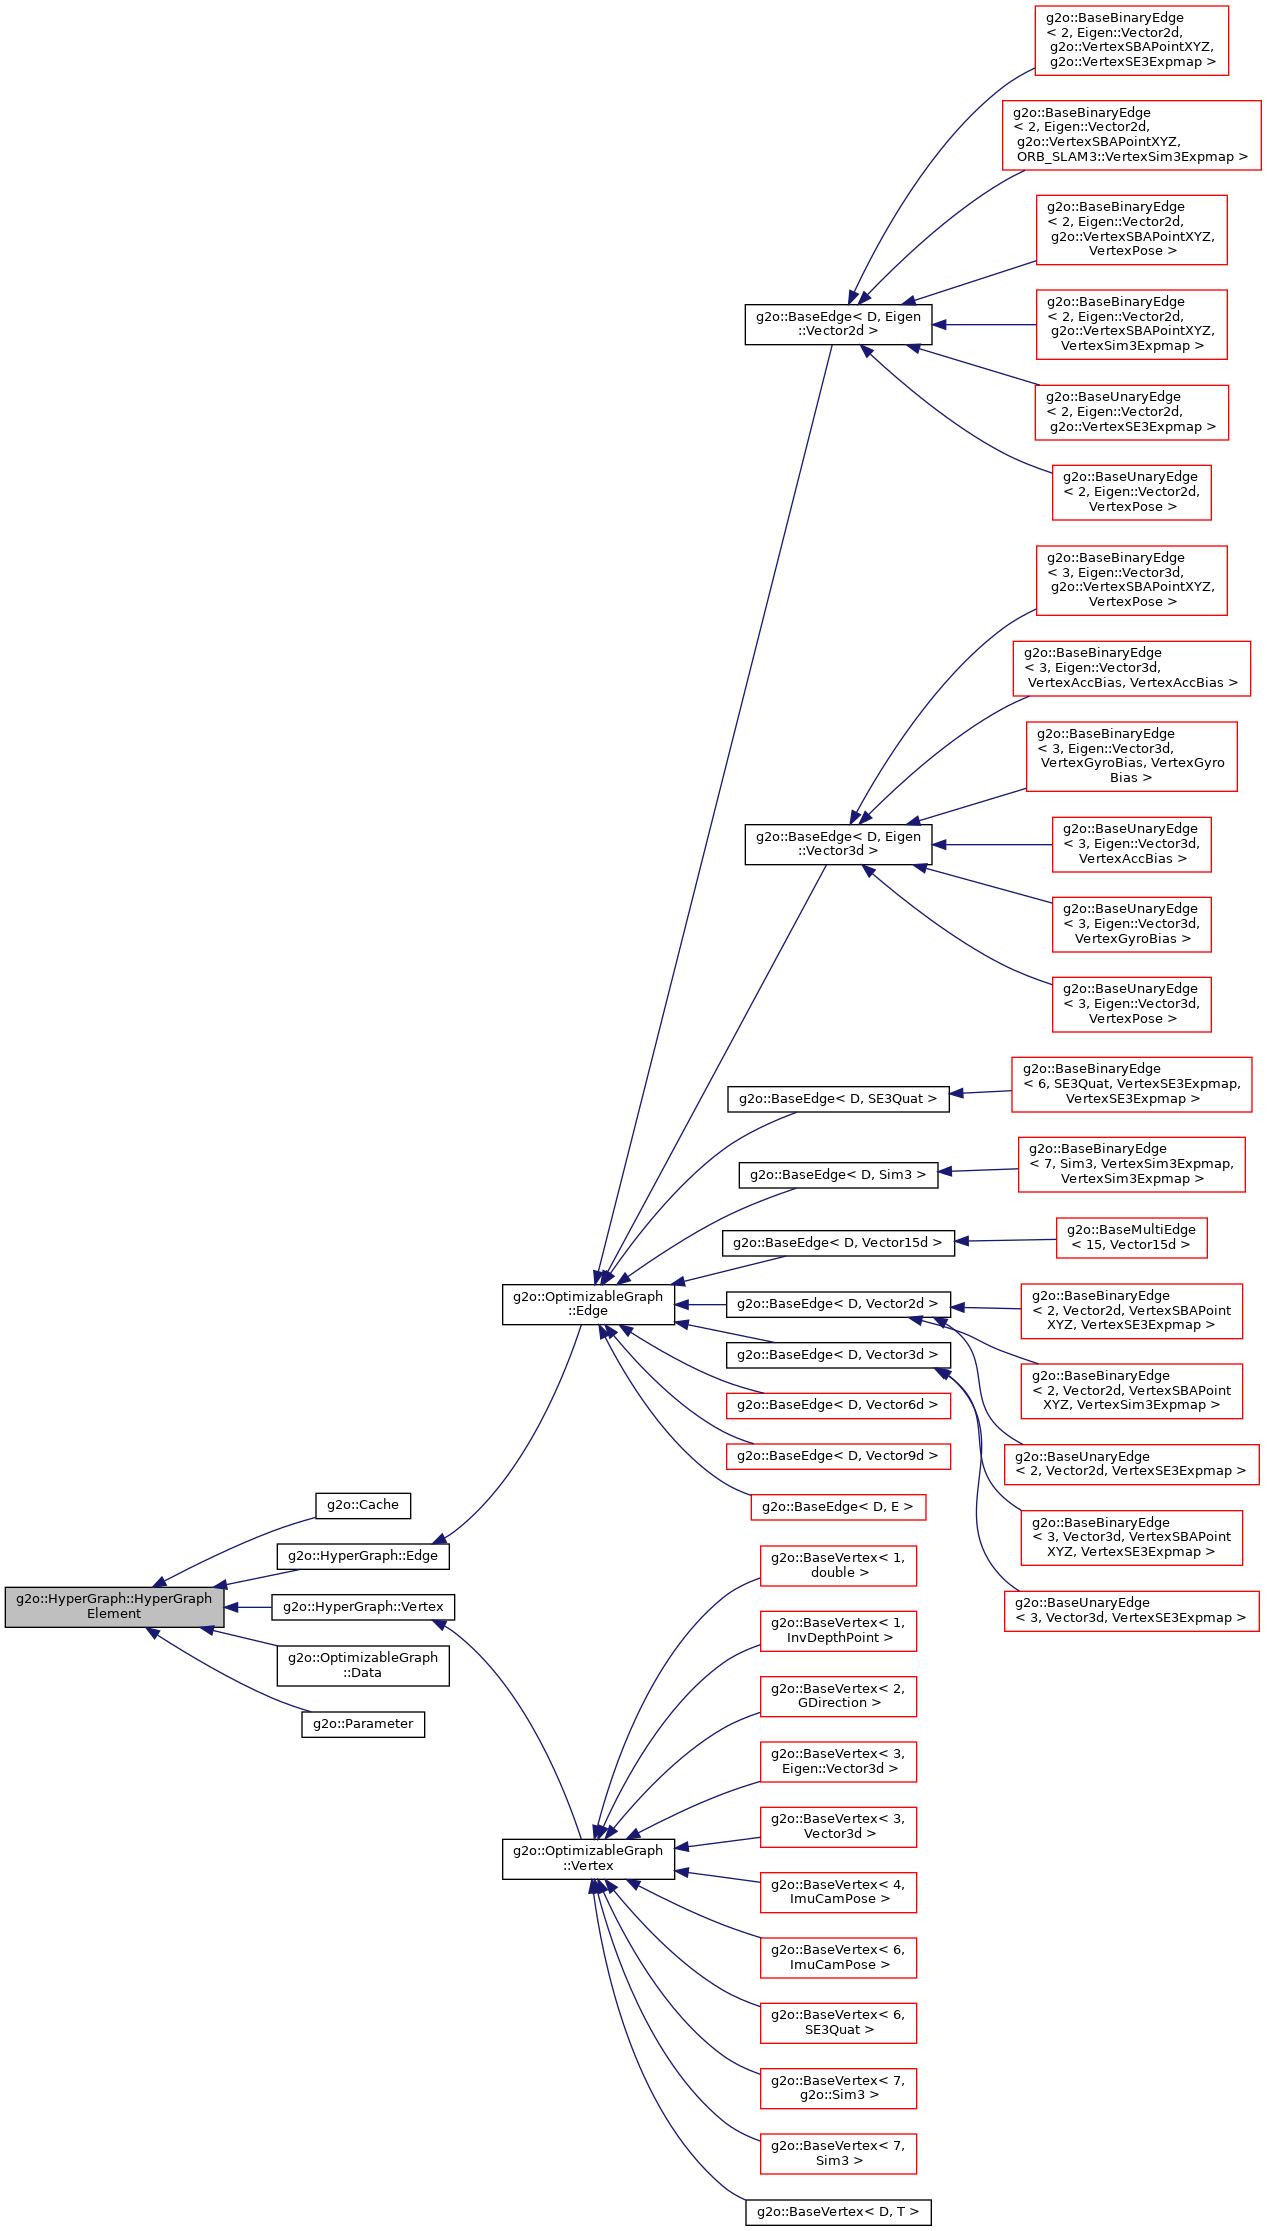 g2o::BaseBinaryEdge
< 2, Eigen::Vector2d,
g2o::VertexSBAPointXYZ,
g2o::VertexSE3Expmap >
g2o::BaseBinaryEdge
< 2, Eigen::Vector2d,
g2o::VertexSBAPointXYZ,
ORB_SLAM3::VertexSim3Expmap >
g2o::BaseBinaryEdge
< 2, Eigen::Vector2d,
g2o::VertexSBAPointXYZ,
VertexPose >
g2o::BaseEdge< D, Eigen
::Vector2d >
g2o::BaseBinaryEdge
< 2, Eigen::Vector2d,
g2o::VertexSBAPointXYZ,
VertexSim3Expmap >
g2o::BaseUnaryEdge
< 2, Eigen::Vector2d,
g2o::VertexSE3Expmap >
g2o::BaseUnaryEdge
< 2, Eigen::Vector2d,
VertexPose >
g2o::BaseBinaryEdge
< 3, Eigen::Vector3d,
g2o::VertexSBAPointXYZ,
VertexPose >
g2o::BaseBinaryEdge
< 3, Eigen::Vector3d,
VertexAccBias, VertexAccBias >
g2o::BaseBinaryEdge
< 3, Eigen::Vector3d,
VertexGyroBias, VertexGyro
Bias >
g2o::BaseEdge< D, Eigen
::Vector3d >
g2o::BaseUnaryEdge
< 3, Eigen::Vector3d,
VertexAccBias >
g2o::BaseUnaryEdge
< 3, Eigen::Vector3d,
VertexGyroBias >
g2o::BaseUnaryEdge
< 3, Eigen::Vector3d,
VertexPose >
g2o::BaseEdge< D, SE3Quat >
g2o::BaseBinaryEdge
< 6, SE3Quat, VertexSE3Expmap,
VertexSE3Expmap >
g2o::BaseEdge< D, Sim3 >
g2o::BaseBinaryEdge
< 7, Sim3, VertexSim3Expmap,
VertexSim3Expmap >
g2o::BaseEdge< D, Vector15d >
g2o::BaseMultiEdge
< 15, Vector15d >
g2o::OptimizableGraph
::Edge
g2o::BaseEdge< D, Vector2d >
g2o::BaseBinaryEdge
< 2, Vector2d, VertexSBAPoint
XYZ, VertexSE3Expmap >
g2o::BaseEdge< D, Vector3d >
g2o::BaseBinaryEdge
< 2, Vector2d, VertexSBAPoint
XYZ, VertexSim3Expmap >
g2o::BaseEdge< D, Vector6d >
g2o::BaseEdge< D, Vector9d >
g2o::BaseUnaryEdge
< 2, Vector2d, VertexSE3Expmap >
g2o::BaseEdge< D, E >
g2o::BaseBinaryEdge
< 3, Vector3d, VertexSBAPoint
XYZ, VertexSE3Expmap >
g2o::BaseUnaryEdge
< 3, Vector3d, VertexSE3Expmap >
g2o::Cache
g2o::HyperGraph::Edge
g2o::HyperGraph::HyperGraph
Element
g2o::HyperGraph::Vertex
g2o::OptimizableGraph
::Data
g2o::Parameter
g2o::BaseVertex< 1,
double >
g2o::BaseVertex< 1,
InvDepthPoint >
g2o::BaseVertex< 2,
GDirection >
g2o::BaseVertex< 3,
Eigen::Vector3d >
g2o::BaseVertex< 3,
Vector3d >
g2o::OptimizableGraph
::Vertex
g2o::BaseVertex< 4,
ImuCamPose >
g2o::BaseVertex< 6,
ImuCamPose >
g2o::BaseVertex< 6,
SE3Quat >
g2o::BaseVertex< 7,
g2o::Sim3 >
g2o::BaseVertex< 7,
Sim3 >
g2o::BaseVertex< D, T >